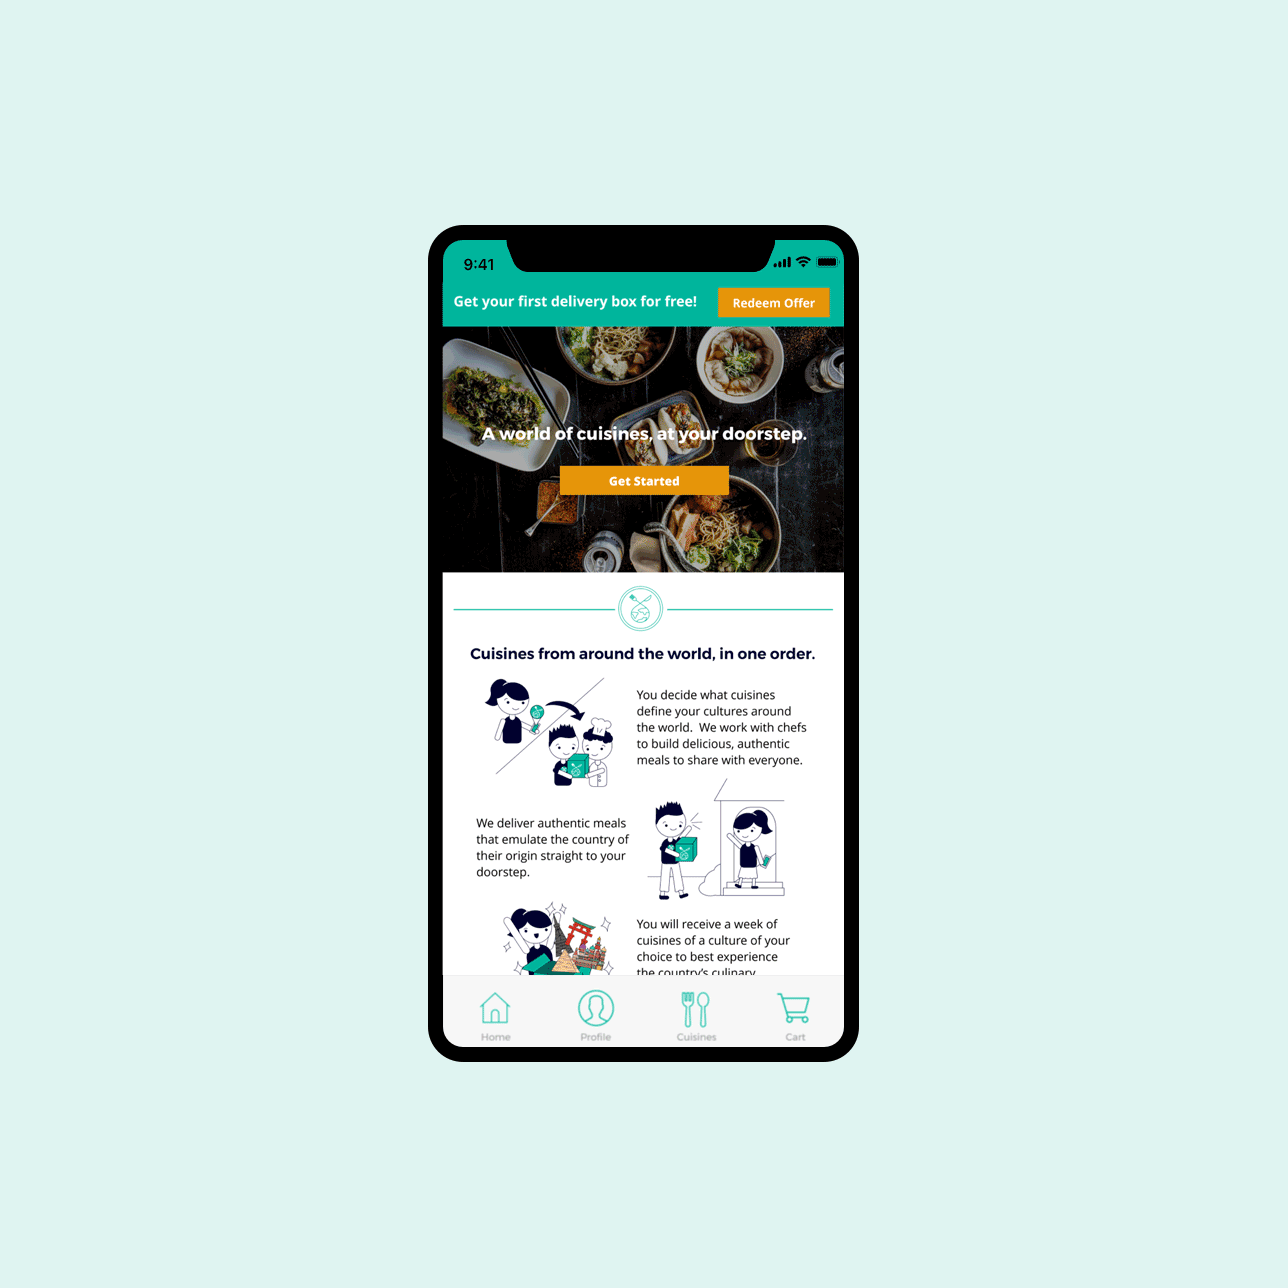 9:41
Get your first delivery box for free!
Redeem Offer
A world of cuisines, at your doorstep.
Get Started
Cuisines from around the world, in one order.
You decide what cuisines
define your cultures around
the world. We work with chefs
to build delicious, authentic
meals to share with everyone.
We deliver authentic meals
that emulate the country of
their origin straight to your
doorstep.
You will receive a week of
cuisines of a culture of your
choice to best experience
the country's culinary
Home
Profile
Cuisines
Cart